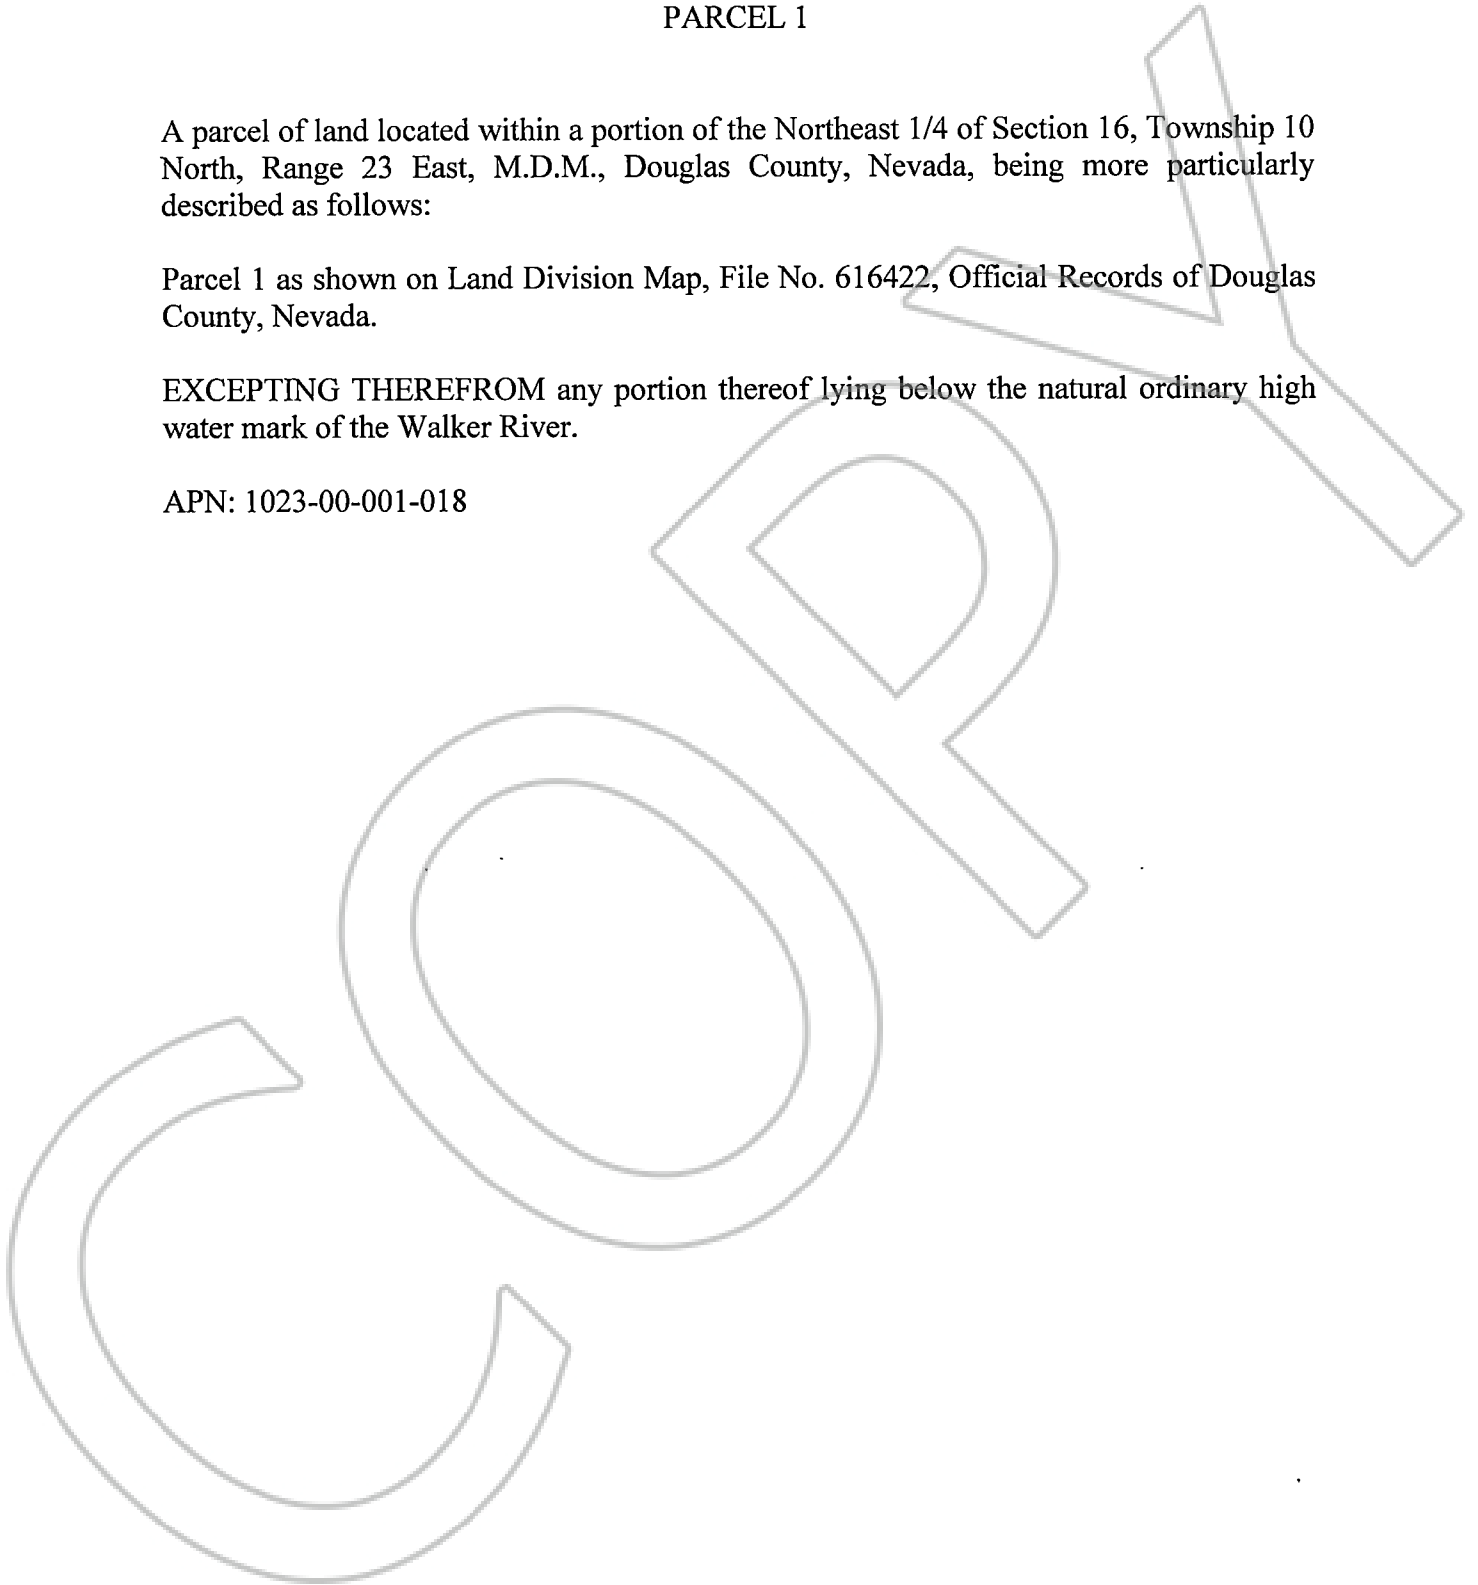 PARCEL 1
A parcel of land located within a portion of the Northeast 1/4 of Section 16, Township 10
North, Range 23 East, M.D.M., Douglas County, Nevada, being more particularly
described as follows:
Parcel 1 as shown on Land Division Map, File No. 616422, Official Records of Douglas
County, Nevada.
EXCEPTING THEREFROM any portion thereof lying below the natural ordinary high
water mark of the Walker River.
APN: 1023-00-001-018
COPY